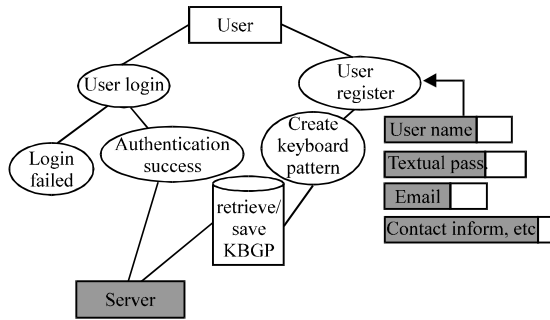 User
User login
User
register
Login
failed
Authentication
success
Create
keyboard
pattern
User name
Textual pass.
Email
Contact inform, etc
retrieve/
save
KBGP
Server